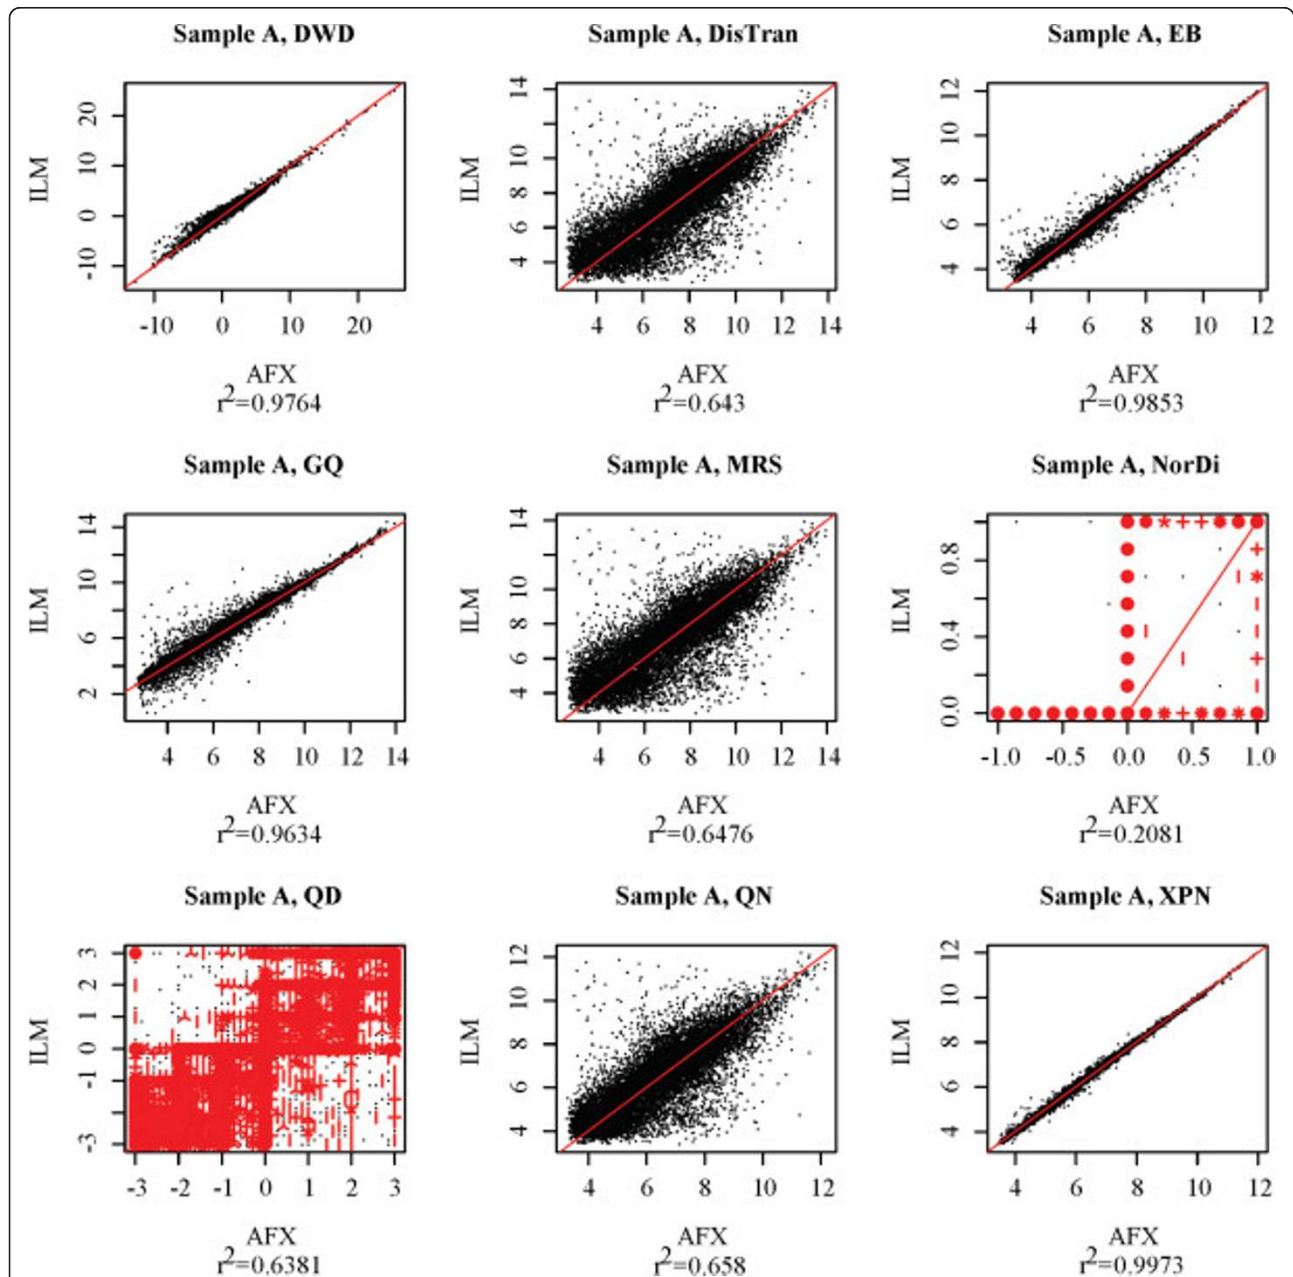 Sample A, DWD
ILM
20
10
0
-10
-10 0 10 20
AFX
r2=0.9764
Sample A, DisTran
ILM
14
10
8
6
4
4 6 8 10 12 14
AFX
r2=0.643
Sample A, EB
ILM
12
10
8
6
4
4 6 8 10 12
AFX
r2=0.9853
Sample A, GQ
ILM
14
10
6
2
4 6 8 10 12 14
AFX
r2=0.9634
Sample A, MRS
ILM
14
10
8
6
4
4 6 8 10 12 14
AFX
r2=0.6476
Sample A, NorDi
ILM
0.8
0.4
0.0
-1.0 -0.5 0.0 0.5 1.0
AFX
r2=0.2081
Sample A, QD
ILM
3
2
1
0
-1
-3
-3 -2 -1 0 1 2 3
AFX
r2=0.6381
Sample A, QN
ILM
12
10
8
6
4
4 6 8 10 12
AFX
r2=0.658
Sample A, XPN
ILM
12
10
8
6
4
4 6 8 10 12
AFX
r2=0.9973